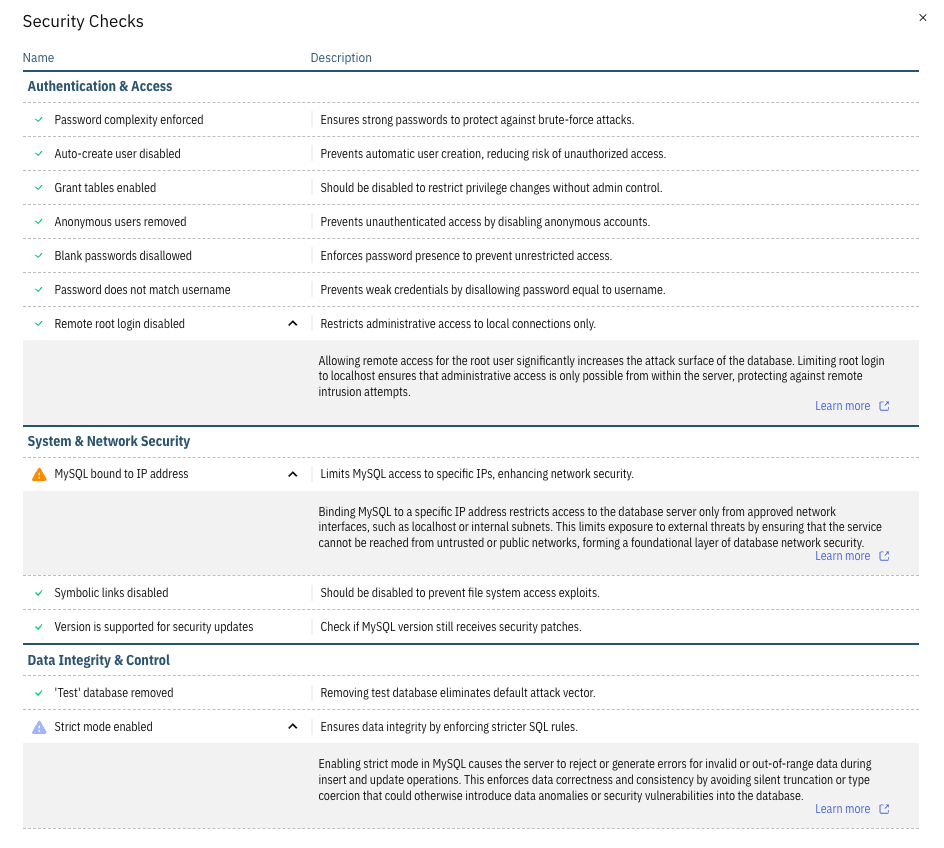 Security Checks
Name Description
Authentication & Access
Password complexity enforced Ensures strong passwords to protect against brute-force attacks.
Auto-create user disabled Prevents automatic user creation, reducing risk of unauthorized access.
Grant tables enabled Should be disabled to restrict privilege changes without admin control.
Anonymous users removed Prevents unauthenticated access by disabling anonymous accounts.
Blank passwords disallowed Enforces password presence to prevent unrestricted access.
Password does not match username Prevents weak credentials by disallowing password equal to username.
Remote root login disabled Restricts administrative access to local connections only.
Allowing remote access for the root user significantly increases the attack surface of the database. Limiting root login
to localhost ensures that administrative access is only possible from within the server, protecting against remote
intrusion attempts.
Learn more
System & Network Security
MySQL bound to IP address Limits MySQL access to specific IPs, enhancing network security.
Binding MySQL to a specific IP address restricts access to the database server only from approved network
interfaces, such as localhost or internal subnets. This limits exposure to external threats by ensuring that the service
cannot be reached from untrusted or public networks, forming a foundational layer of database network security.
Learn more
Symbolic links disabled Should be disabled to prevent file system access exploits.
Version is supported for security updates Check if MySQL version still receives security patches.
Data Integrity & Control
'Test' database removed Removing test database eliminates default attack vector.
Strict mode enabled Ensures data integrity by enforcing stricter SQL rules.
Enabling strict mode in MySQL causes the server to reject or generate errors for invalid or out-of-range data during
insert and update operations. This enforces data correctness and consistency by avoiding silent truncation or type
coercion that could otherwise introduce data anomalies or security vulnerabilities into the database.
Learn more